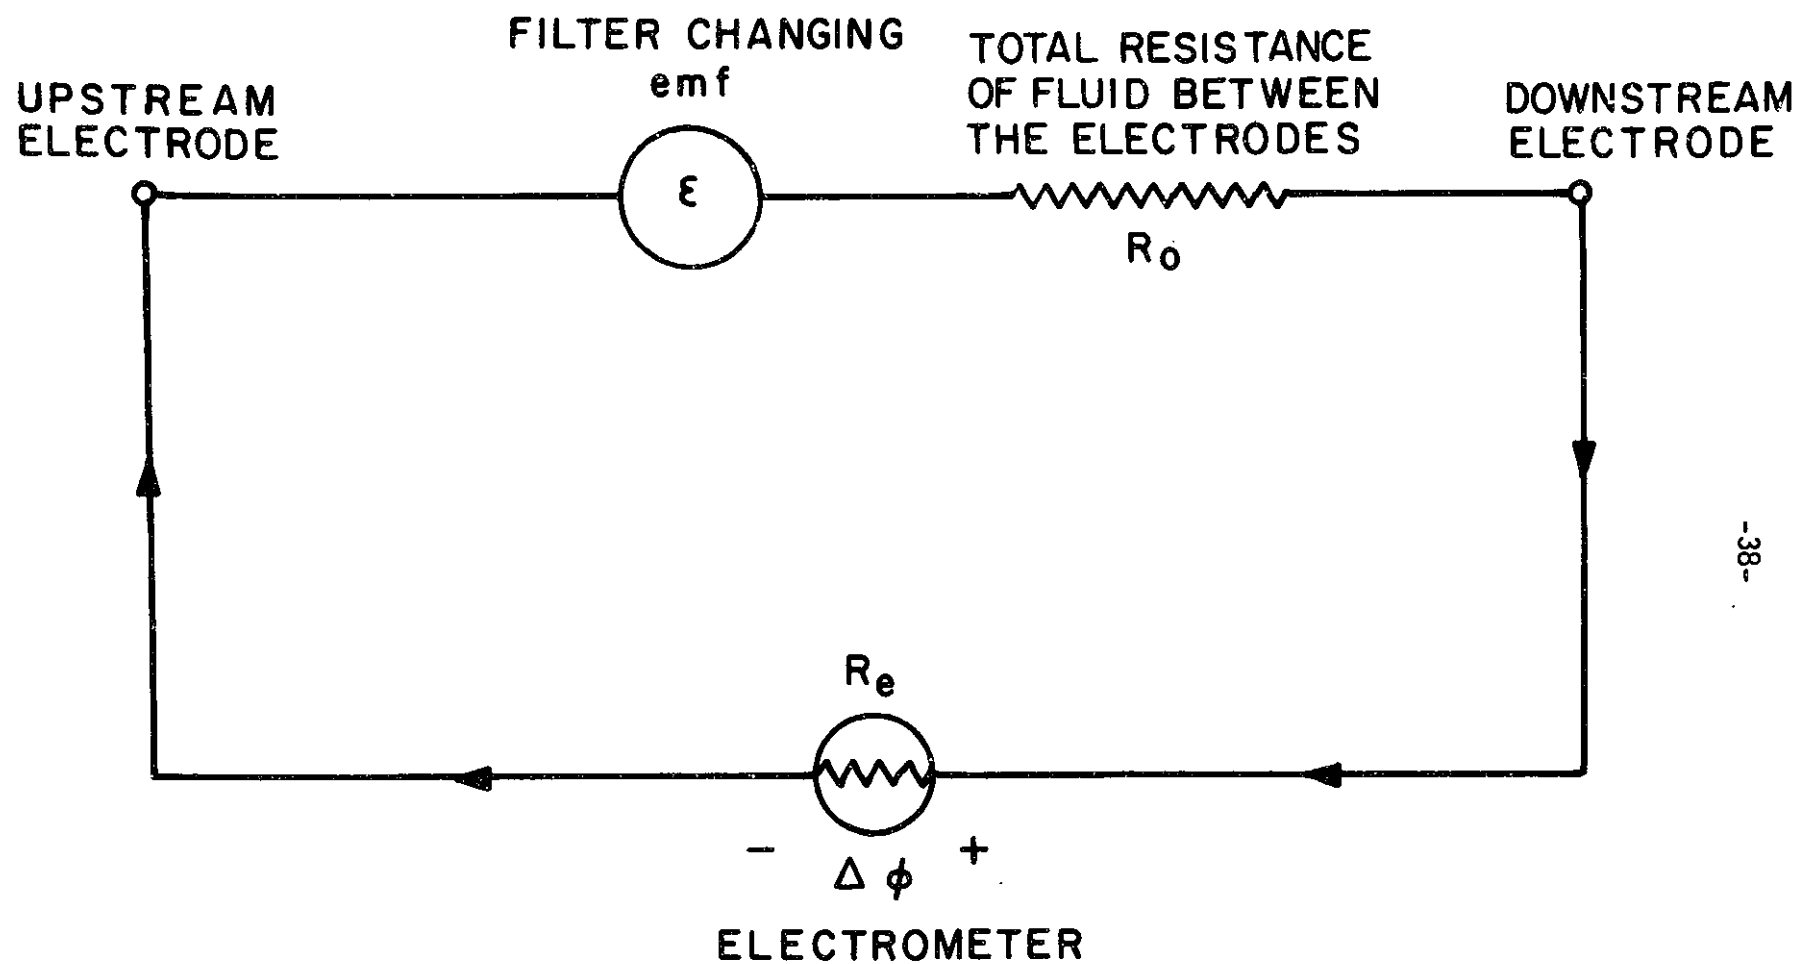 FILTER CHANGING
emf
TOTAL RESISTANCE
OF FLUID BETWEEN
THE ELECTRODES
UPSTREAM
ELECTRODE
DOWNSTREAM
ELECTRODE
ε
R₀
-38-
Rₑ
- Δ ϕ +
ELECTROMETER